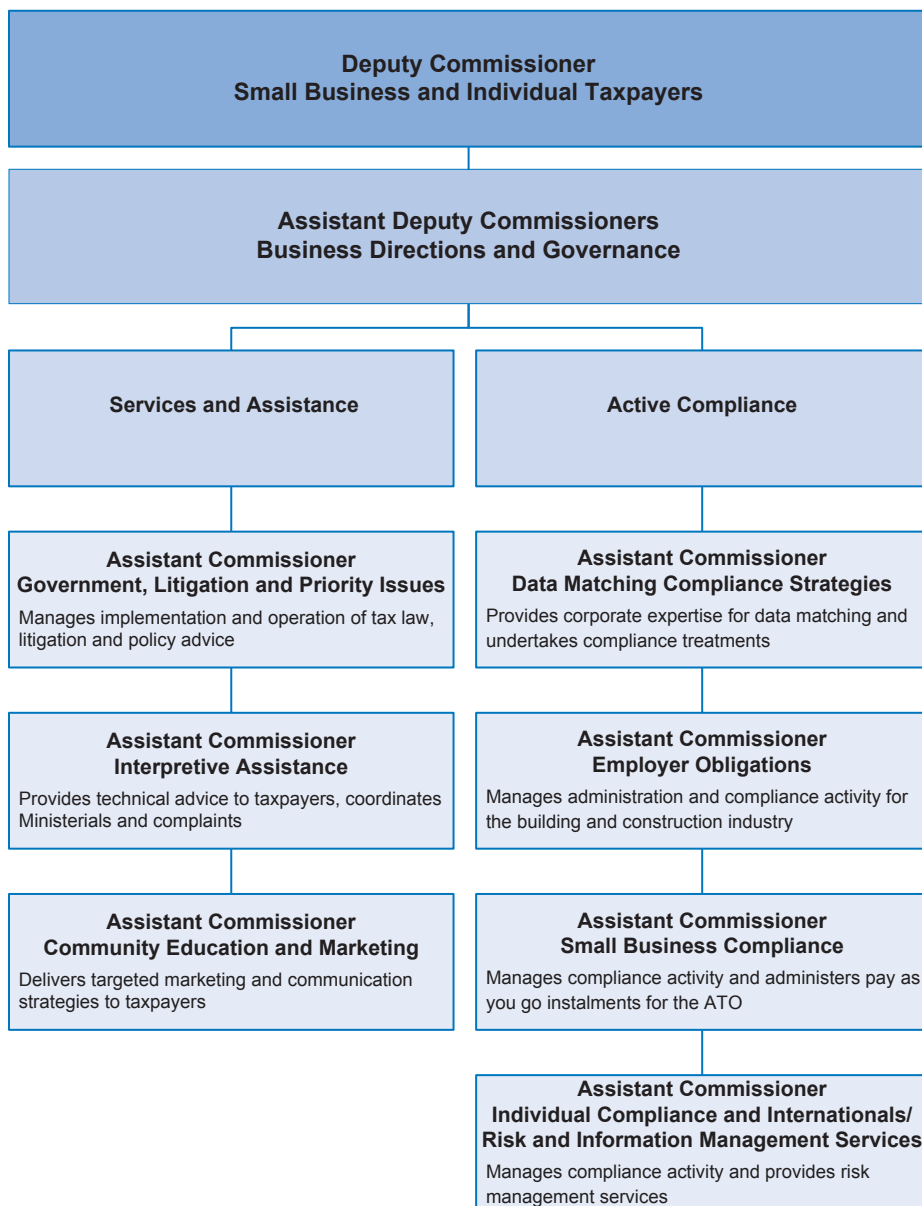 Deputy Commissioner
Small Business and Individual Taxpayers
Assistant Deputy Commissioners
Business Directions and Governance
Services and Assistance
Assistant Commissioner
Government, Litigation and Priority Issues
Manages implementation and operation of tax law,
litigation and policy advice
Assistant Commissioner
Interpretive Assistance
Provides technical advice to taxpayers, coordinates
Ministerials and complaints
Assistant Commissioner
Community Education and Marketing
Delivers targeted marketing and communication
strategies to taxpayers
Active Compliance
Assistant Commissioner
Data Matching Compliance Strategies
Provides corporate expertise for data matching and
undertakes compliance treatments
Assistant Commissioner
Employer Obligations
Manages administration and compliance activity for
the building and construction industry
Assistant Commissioner
Small Business Compliance
Manages compliance activity and administers pay as
you go instalments for the ATO
Assistant Commissioner
Individual Compliance and Internationals/
Risk and Information Management Services
Manages compliance activity and provides risk
management services